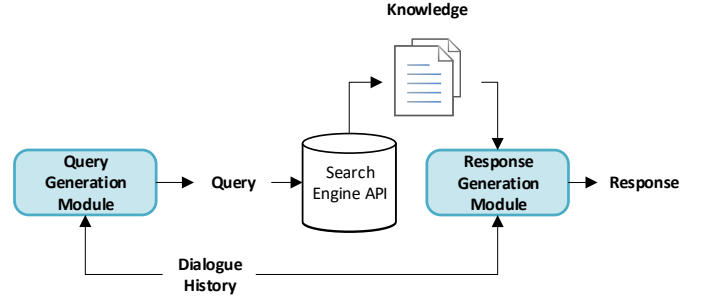 Knowledge
Query
Generation
Module
Query
Search
Engine API
Response
Generation
Module
Response
Dialogue
History